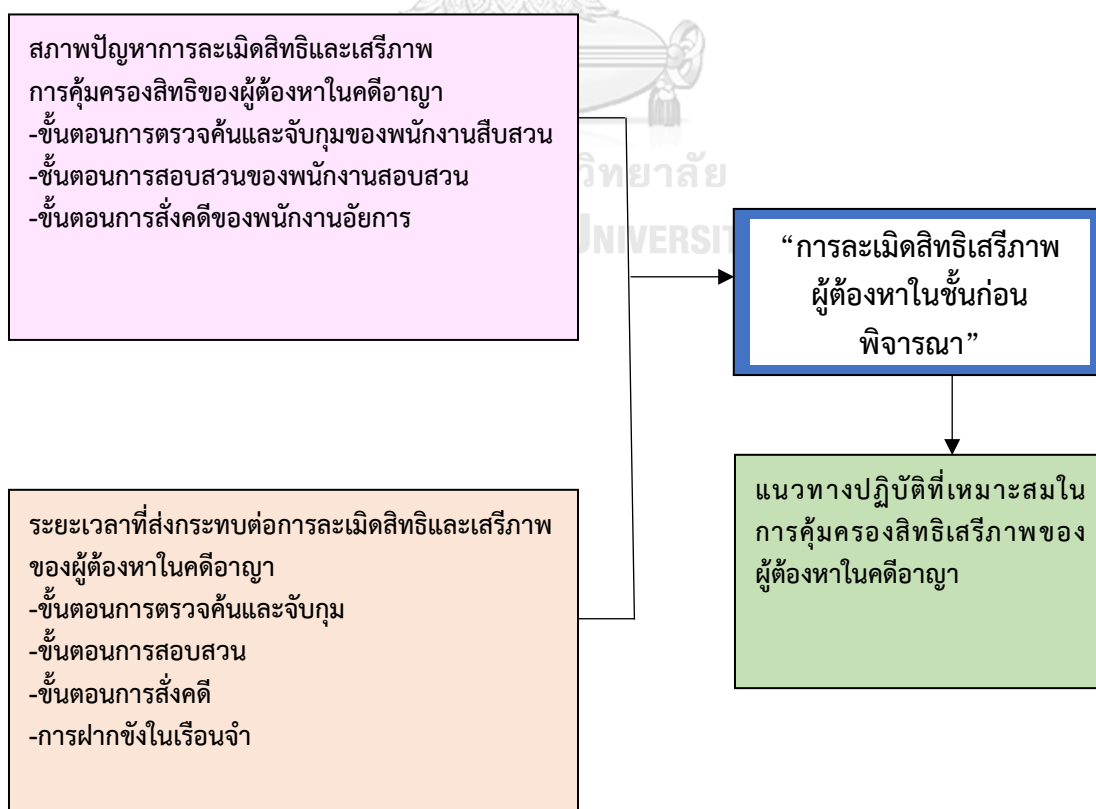 สภาพปัญหาการละเมิดสิทธิและเสรีภาพ
การคุ้มครองสิทธิของผู้ต้องหาในคดีอาญา
-ขั้นตอนการตรวจค้นและจับกุมของพนักงานสืบสวน
-ชั้นตอนการสอบสวนของพนักงานสอบสวน
-ขั้นตอนการสั่งคดีของพนักงานอัยการ
วิทยาลัย
UNIVERSIT
“การละเมิดสิทธิเสรีภาพ
ผู้ต้องหาในชั้นก่อน
พิจารณา”
ระยะเวลาที่ส่งกระทบต่อการละเมิดสิทธิและเสรีภาพ
ของผู้ต้องหาในคดีอาญา
-ขั้นตอนการตรวจค้นและจับกุม
-ขั้นตอนการสอบสวน
-ขั้นตอนการสั่งคดี
-การฝากขังในเรือนจำ
แนวทางปฏิบัติที่เหมาะสมใน
การคุ้มครองสิทธิเสรีภาพของ
ผู้ต้องหาในคดีอาญา